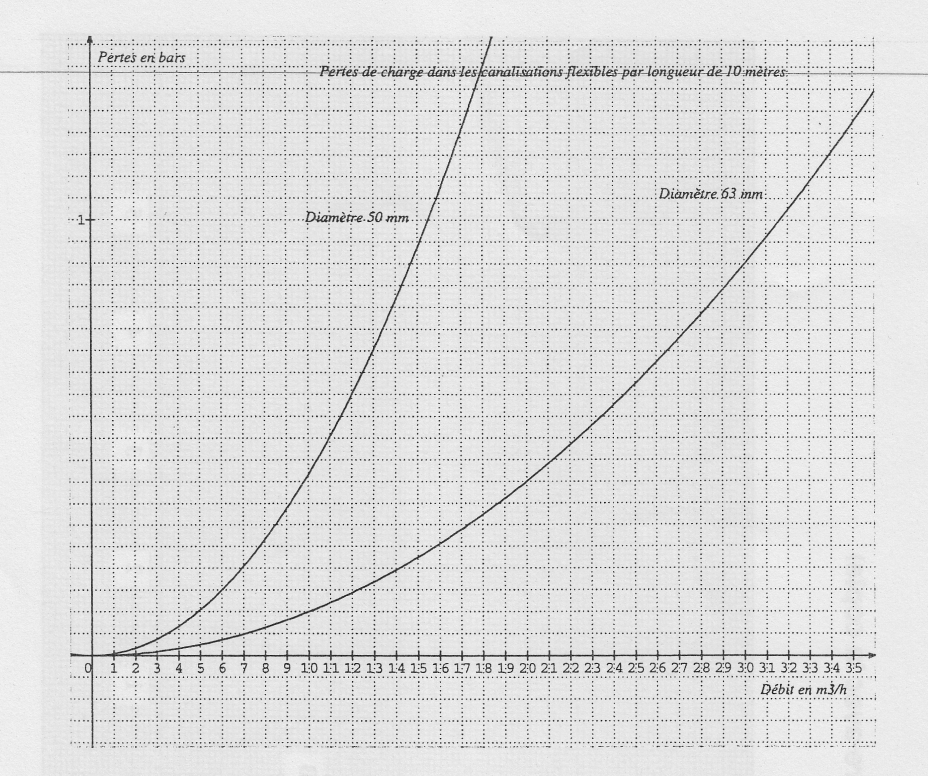 Pertes en bars
Pertes de charge dans les canalisations flexibles par longueur de 10 mètres
Diamètre 63 mm
1
Diamètre 50 mm
0 1 2 3 4 5 6 7 8 9 10 11 12 13 14 15 16 17 18 19 20 21 22 23 24 25 26 27 28 29 30 31 32 33 34 35
Débit en m3/h